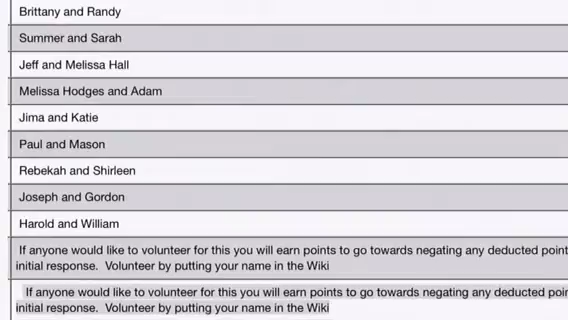 Brittany and Randy
Summer and Sarah
Jeff and Melissa Hall
Melissa Hodges and Adam
Jima and Katie
Paul and Mason
Rebekah and Shirleen
Joseph and Gordon
Harold and William
If anyone would like to volunteer for this you will earn points to go towards negating any deducted poin
initial response.  Volunteer by putting your name in the Wiki
If anyone would like to volunteer for this you will earn points to go towards negating any deducted poin
initial response.  Volunteer by putting your name in the Wiki